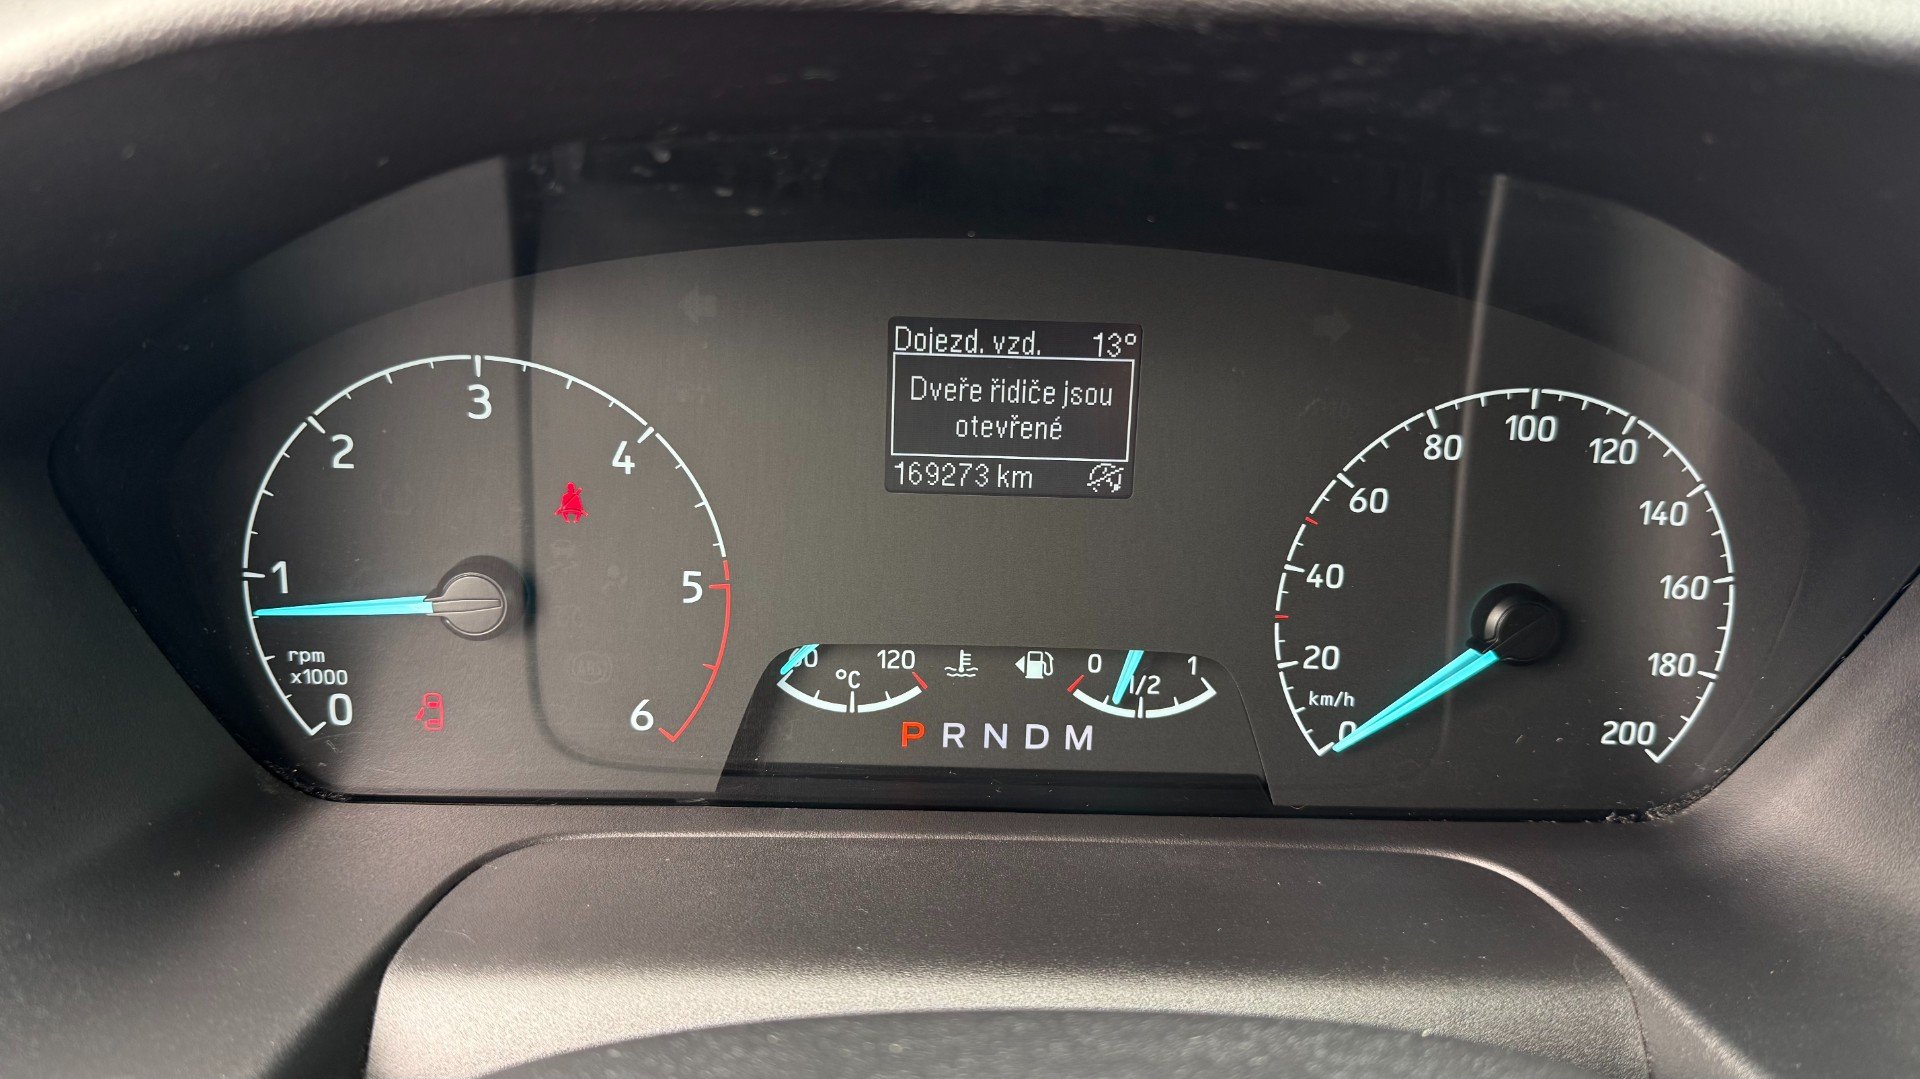 Dojezd. vzd. 13°
Dveře řidiče jsou
otevřené
169273 km
0
1
2
3
4
5
6
rpm
x1000
120
°C
0
1/2
1
P R N D M
0
20
40
60
80
100
120
140
160
180
200
km/h